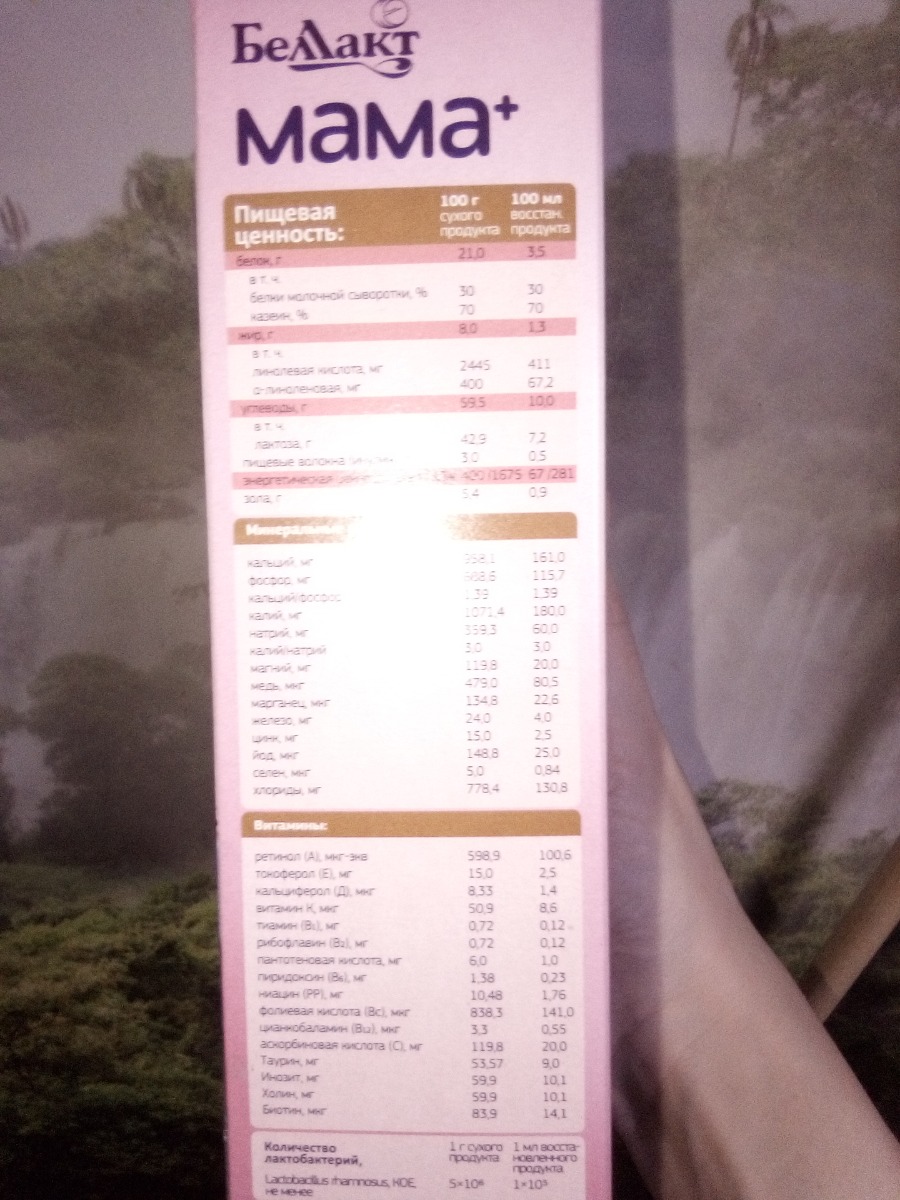 Беллакт
мама+
Пищевая ценность: 100 г сухого продукта 100 мл восстан. продукта
белок, г 21,0 3,5
в т. ч.
белки молочной сыворотки, % 30 30
казеин, % 70 70
жир, г 8,0 1,3
в т. ч.
линолевая кислота, мг 2445 411
α-линоленовая, мг 400 67,2
углеводы, г 59,5 10,0
в т. ч.
лактоза, г 42,9 7,2
пищевые волокна 3,0 0,5
энергетическая /1675 67 /281
зола, г 5,4 0,9
Минеральные
кальций, мг 161,0
фосфор, мг 115,7
кальций/фосфор 1,39 1,39
калий, мг 1071,4 180,0
натрий, мг 359,3 60,0
калий/натрий 3,0 3,0
магний, мг 119,8 20,0
медь, мкг 479,0 80,5
марганец, мкг 134,8 22,6
железо, мг 24,0 4,0
цинк, мг 15,0 2,5
йод, мкг 148,8 25,0
селен, мкг 5,0 0,84
хлориды, мг 778,4 130,8
Витамины:
ретинол (А), мкг-экв 598,9 100,6
токоферол (Е), мг 15,0 2,5
кальциферол (Д), мкг 8,33 1,4
витамин К, мкг 50,9 8,6
тиамин (В₁), мг 0,72 0,12
рибофлавин (В₂), мг 0,72 0,12
пантотеновая кислота, мг 6,0 1,0
пиридоксин (В₆), мг 1,38 0,23
ниацин (РР), мг 10,48 1,76
фолиевая кислота (Вс), мкг 838,3 141,0
цианкобаламин (В₁₂), мкг 3,3 0,55
аскорбиновая кислота (С), мг 119,8 20,0
Таурин, мг 53,57 9,0
Инозит, мг 59,9 10,1
Холин, мг 59,9 10,1
Биотин, мкг 83,9 14,1
Количество лактобактерий, 1 г сухого продукта 1 мл восста-новленного продукта
Lactobacillus rhamnosus, КОЕ, не менее 5×10⁶ 1×10⁵